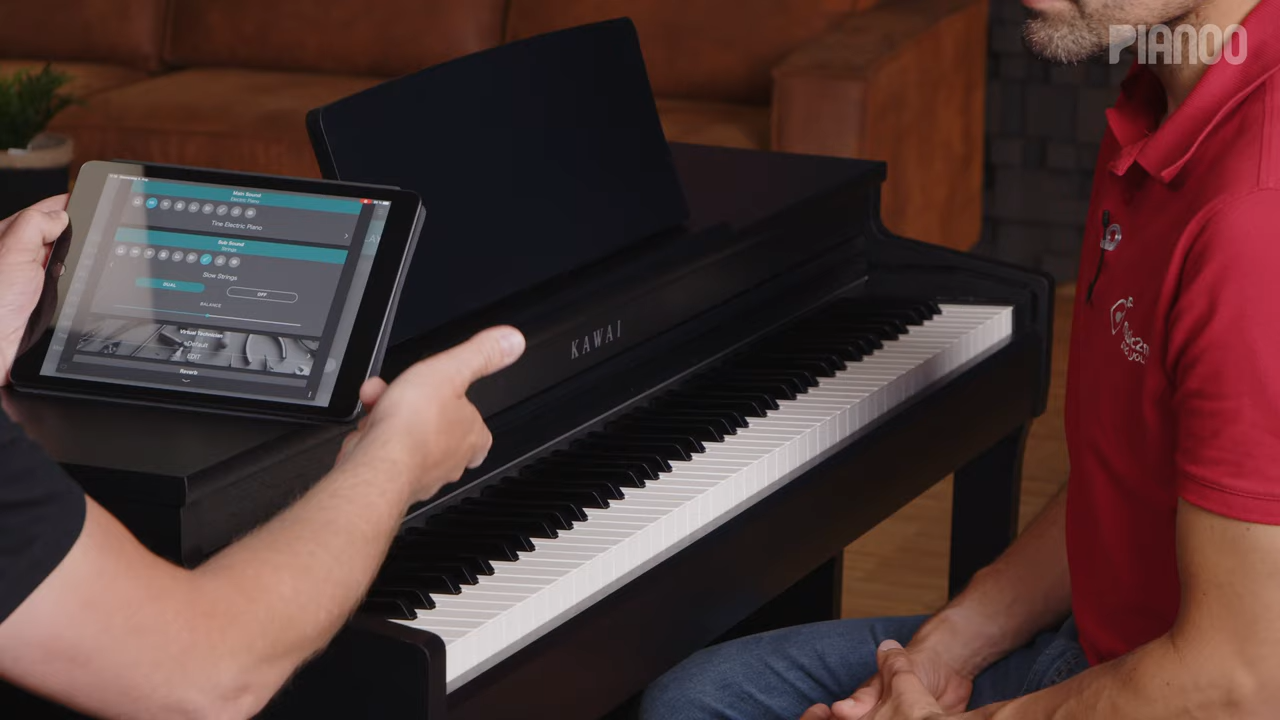 PIANOO
Main Sound
Electric Piano
Tine Electric Piano
Sub Sound
Strings
Slow Strings
DUAL
OFF
BALANCE
Virtual Technician
Default
EDIT
Reverb
KAWAI